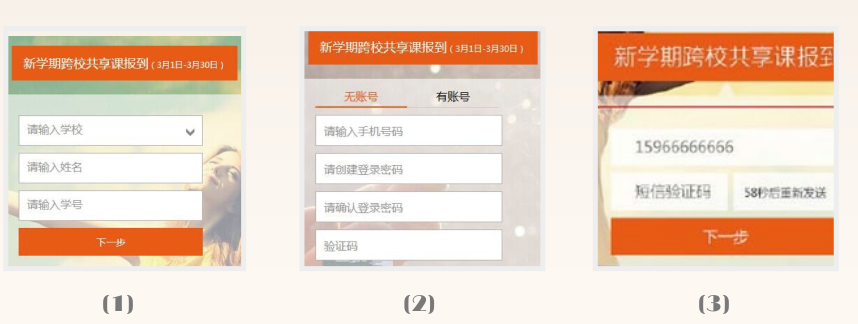 新学期跨校共享课报到 ( 3月1日-3月30日 )
请输入学校
请输入姓名
请输入学号
下一步
(1)
新学期跨校共享课报到 ( 3月1日-3月30日 )
无账号 有账号
请输入手机号码
请创建登录密码
请确认登录密码
验证码
(2)
新学期跨校共享课报到
15966666666
短信验证码 58秒后重新发送
下一步
(3)